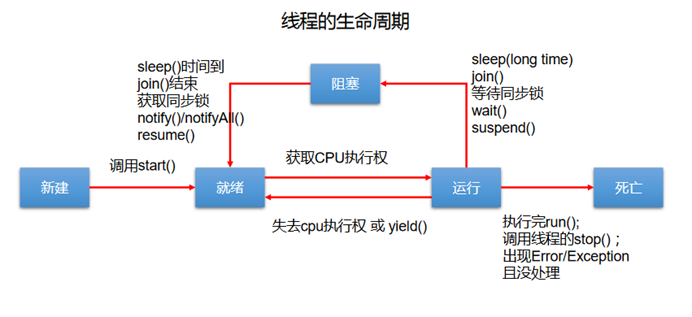 线程的生命周期
sleep()时间到
join()结束
获取同步锁
notify()/notifyAll()
resume()
阻塞
sleep(long time)
join()
等待同步锁
wait()
suspend()
新建
调用start()
就绪
获取CPU执行权
失去cpu执行权 或 yield()
运行
死亡
执行完run();
调用线程的stop() ;
出现Error/Exception
且没处理